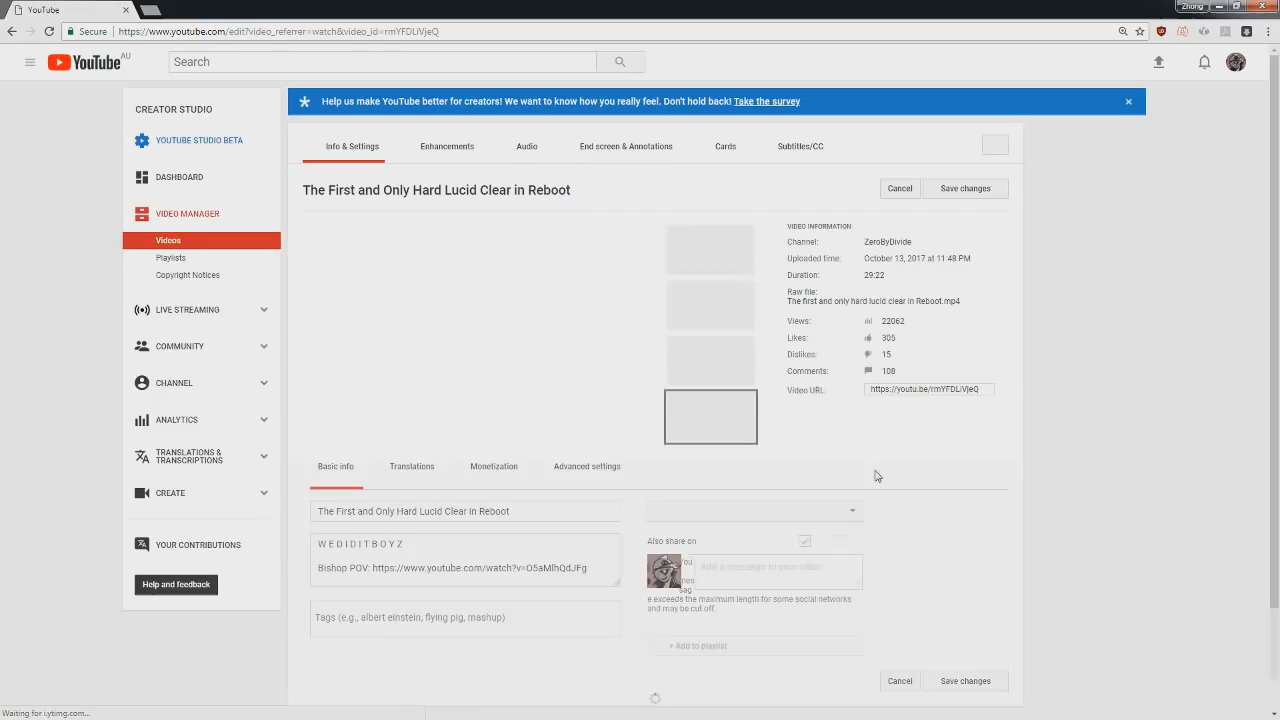 YouTube
Zhong
Secure
https://www.youtube.com/edit?video_referrer=watch&video_id=rmYFDLiVjeQ
YouTube AU
Search
CREATOR STUDIO
YOUTUBE STUDIO BETA
DASHBOARD
VIDEO MANAGER
Videos
Playlists
Copyright Notices
LIVE STREAMING
COMMUNITY
CHANNEL
ANALYTICS
TRANSLATIONS &
TRANSCRIPTIONS
CREATE
YOUR CONTRIBUTIONS
Help and feedback
Help us make YouTube better for creators! We want to know how you really feel. Don't hold back! Take the survey
Info & Settings
Enhancements
Audio
End screen & Annotations
Cards
Subtitles/CC
The First and Only Hard Lucid Clear in Reboot
Cancel
Save changes
VIDEO INFORMATION
Channel: ZeroByDivide
Uploaded time: October 13, 2017 at 11:48 PM
Duration: 29:22
Raw file:
The first and only hard lucid clear in Reboot.mp4
Views: 22062
Likes: 305
Dislikes: 15
Comments: 108
Video URL: https://youtu.be/rmYFDLiVjeQ
Basic info
Translations
Monetization
Advanced settings
The First and Only Hard Lucid Clear in Reboot
W E D I D I T B O Y Z
Bishop POV: https://www.youtube.com/watch?v=O5aMlhQdJFg
Tags (e.g., albert einstein, flying pig, mashup)
Also share on
Add a message to your video
You
mes
sag
e exceeds the maximum length for some social networks
and may be cut off.
+ Add to playlist
Cancel
Save changes
Waiting for i.ytimg.com...